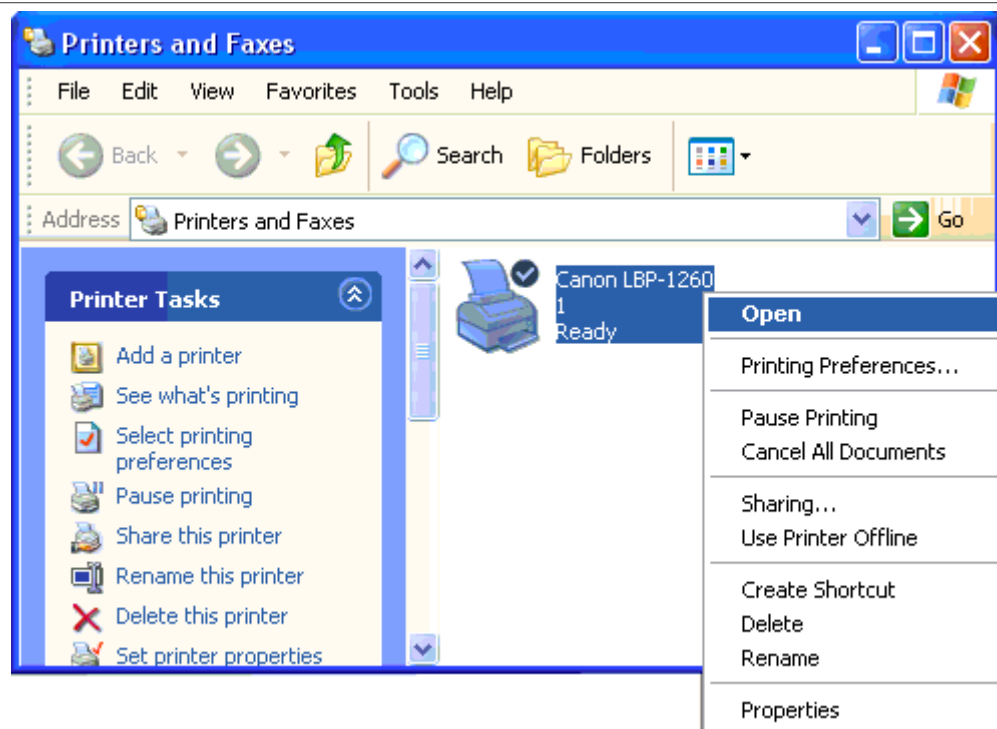 Printers and Faxes
File Edit View Favorites Tools Help
Back Search Folders
Address Printers and Faxes Go
Printer Tasks
Add a printer
See what's printing
Select printing
preferences
Pause printing
Share this printer
Rename this printer
Delete this printer
Set printer properties
Canon LBP-1260
1
Ready
Open
Printing Preferences...
Pause Printing
Cancel All Documents
Sharing...
Use Printer Offline
Create Shortcut
Delete
Rename
Properties